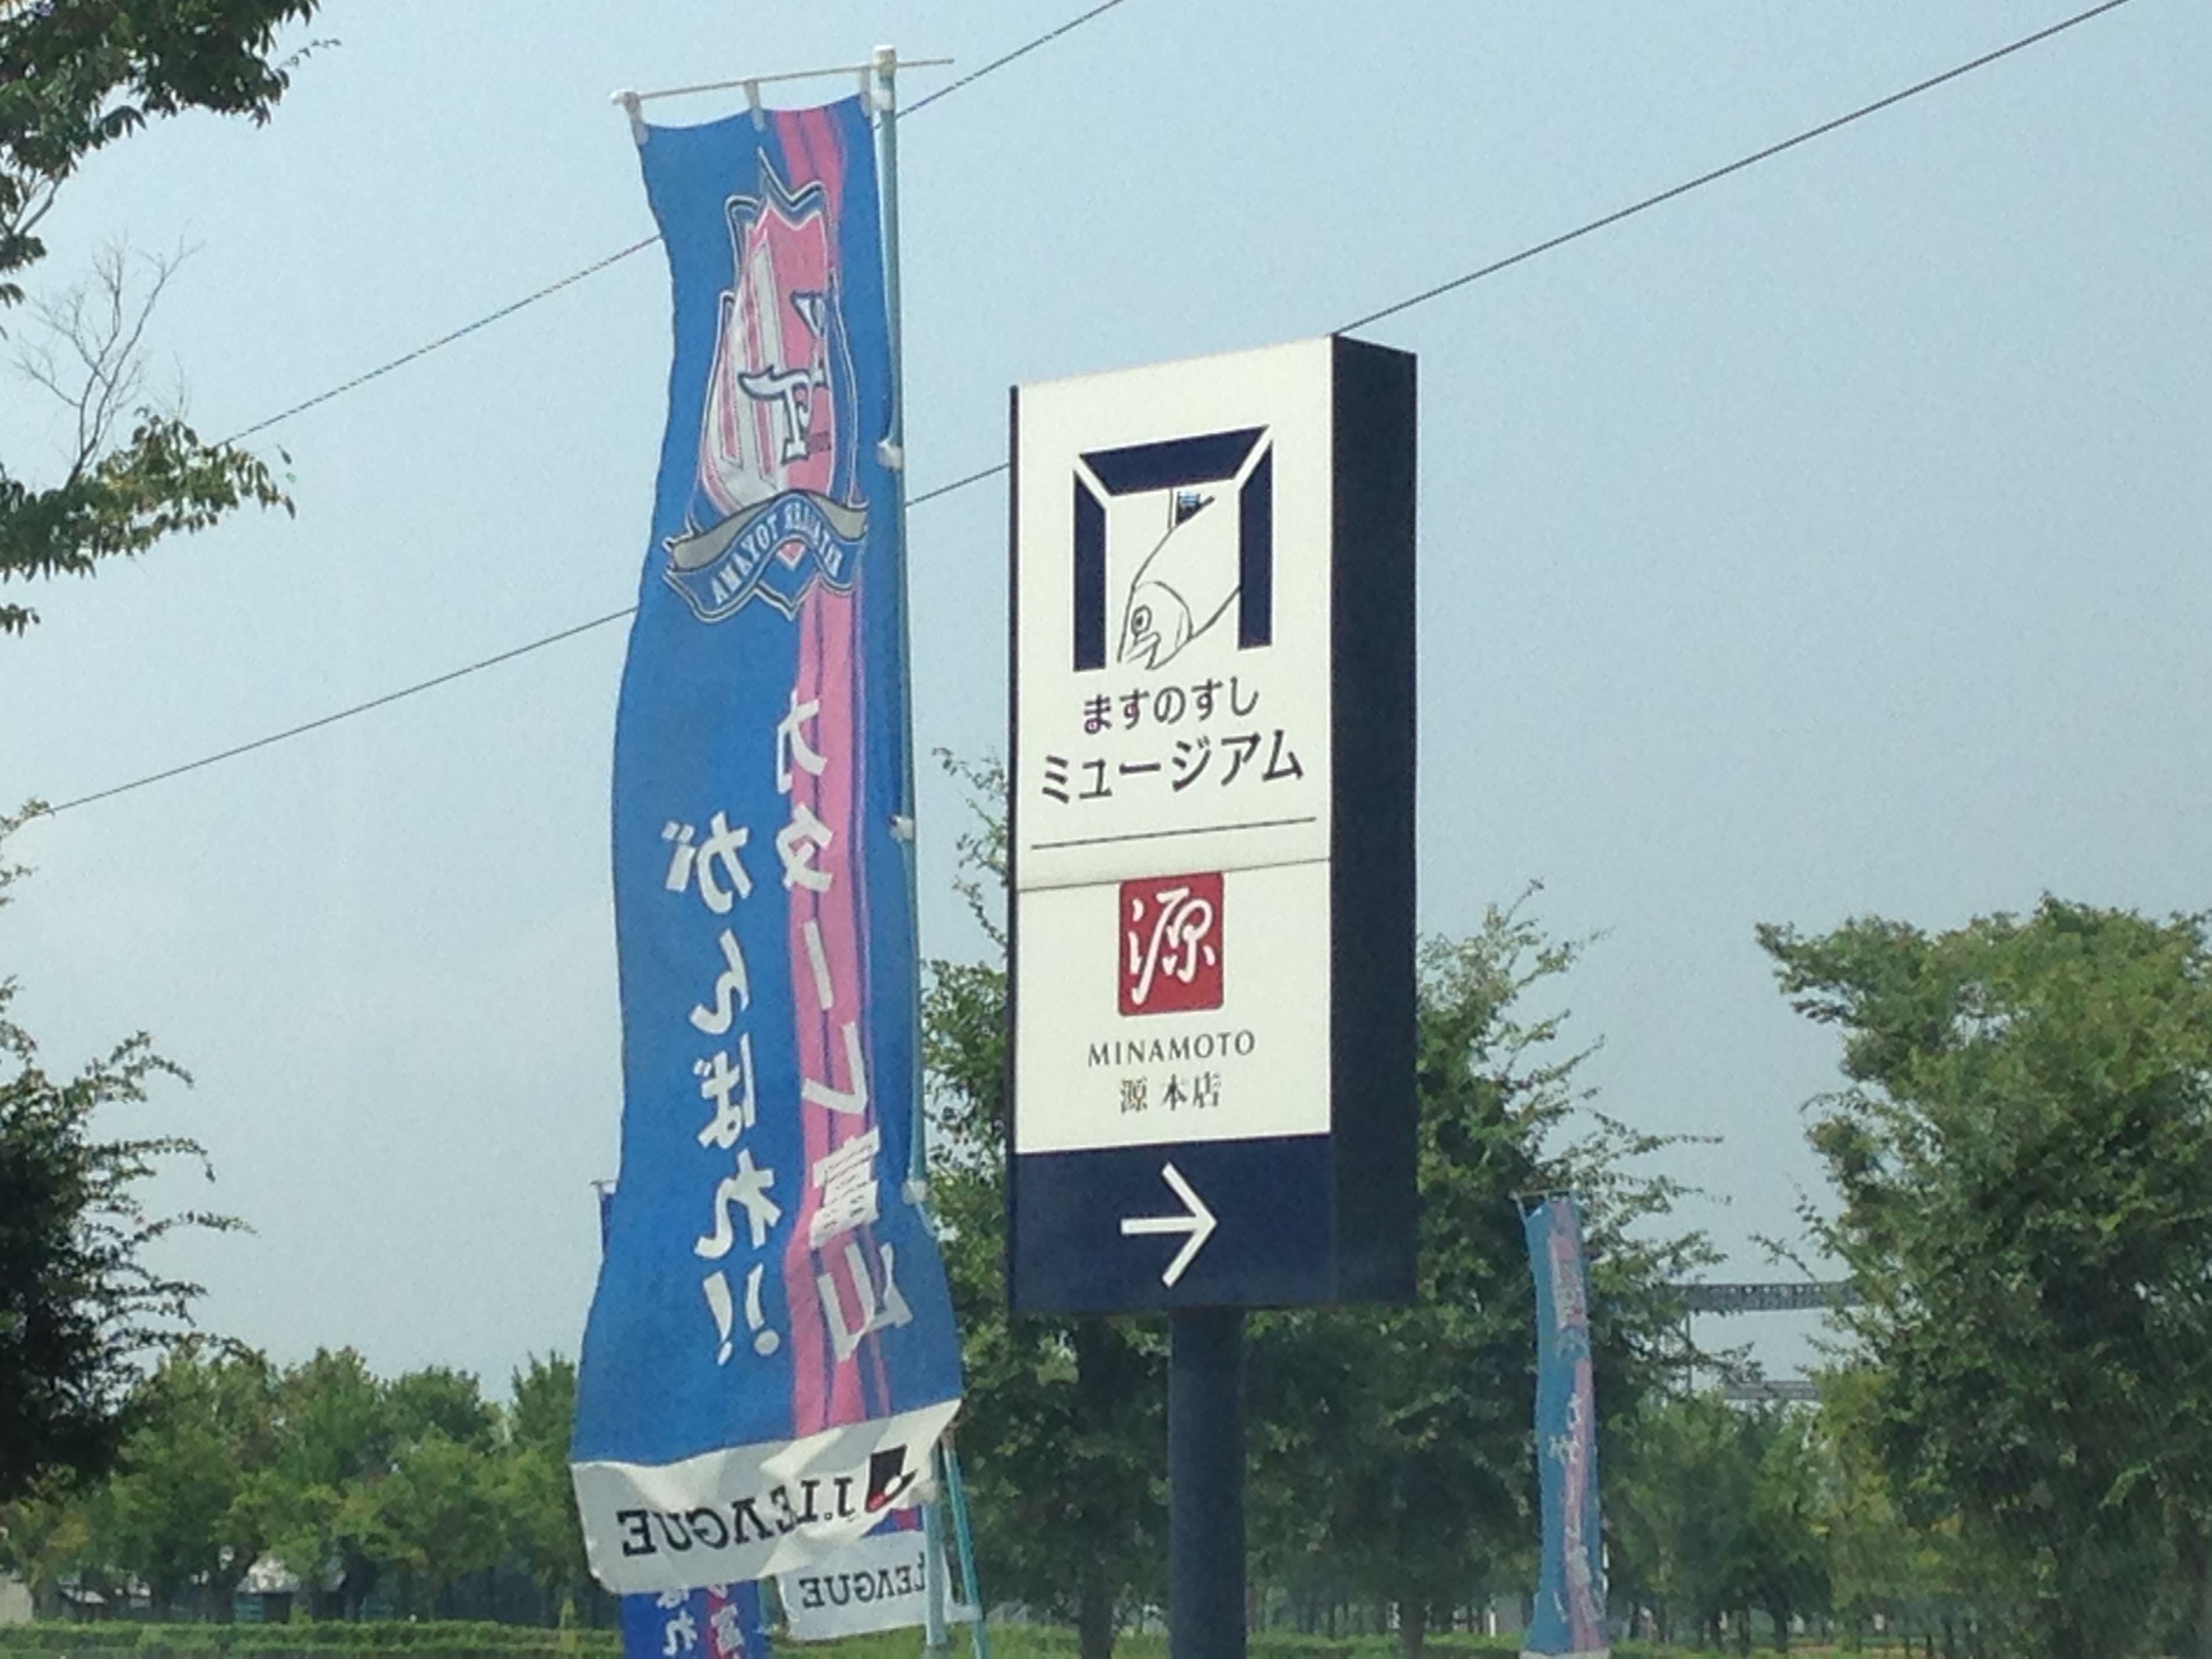 KATALLER TOYAMA
カターレ富山
がんばれ!!
J.LEAGUE
LEAGUE
ますのすし
ミュージアム
源
MINAMOTO
源 本店